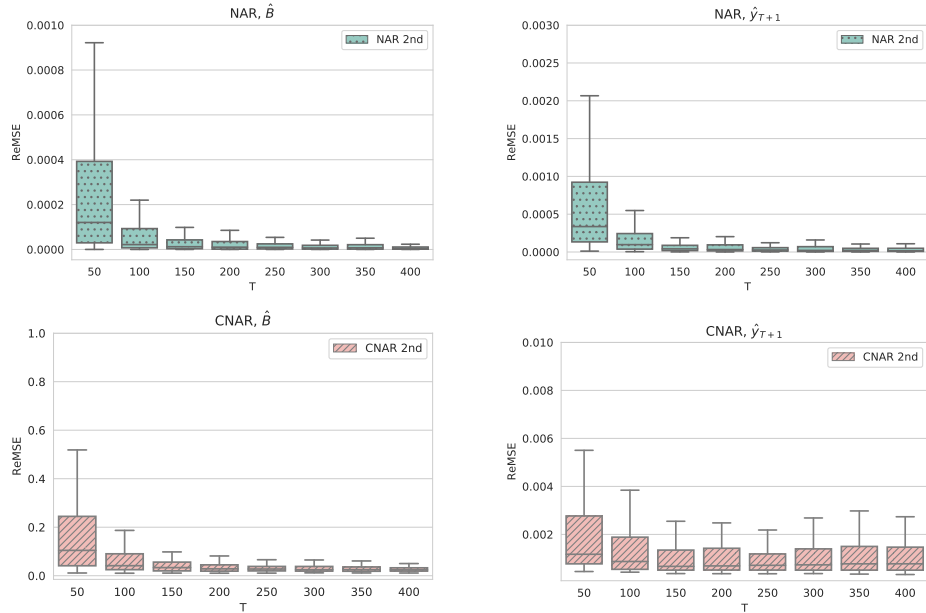 NAR, B̂
NAR 2nd
ReMSE
0.0010
0.0008
0.0006
0.0004
0.0002
0.0000
50 100 150 200 250 300 350 400
T
NAR, ŷ_{T+1}
NAR 2nd
ReMSE
0.0030
0.0025
0.0020
0.0015
0.0010
0.0005
0.0000
50 100 150 200 250 300 350 400
T
CNAR, B̂
CNAR 2nd
ReMSE
1.0
0.8
0.6
0.4
0.2
0.0
50 100 150 200 250 300 350 400
T
CNAR, ŷ_{T+1}
CNAR 2nd
ReMSE
0.010
0.008
0.006
0.004
0.002
50 100 150 200 250 300 350 400
T